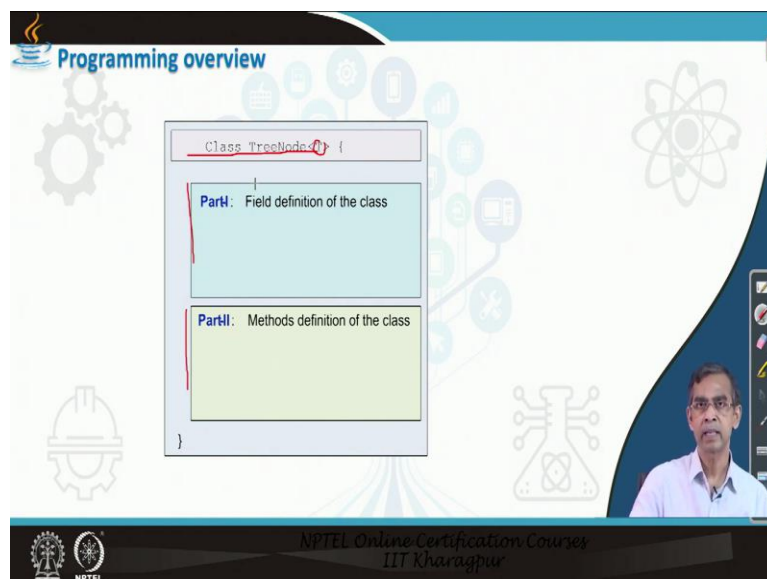 Programming overview
Class TreeNode<T> {
Part-I: Field definition of the class
Part-II: Methods definition of the class
}
NPTEL Online Certification Courses
IIT Kharagpur
NPTEL